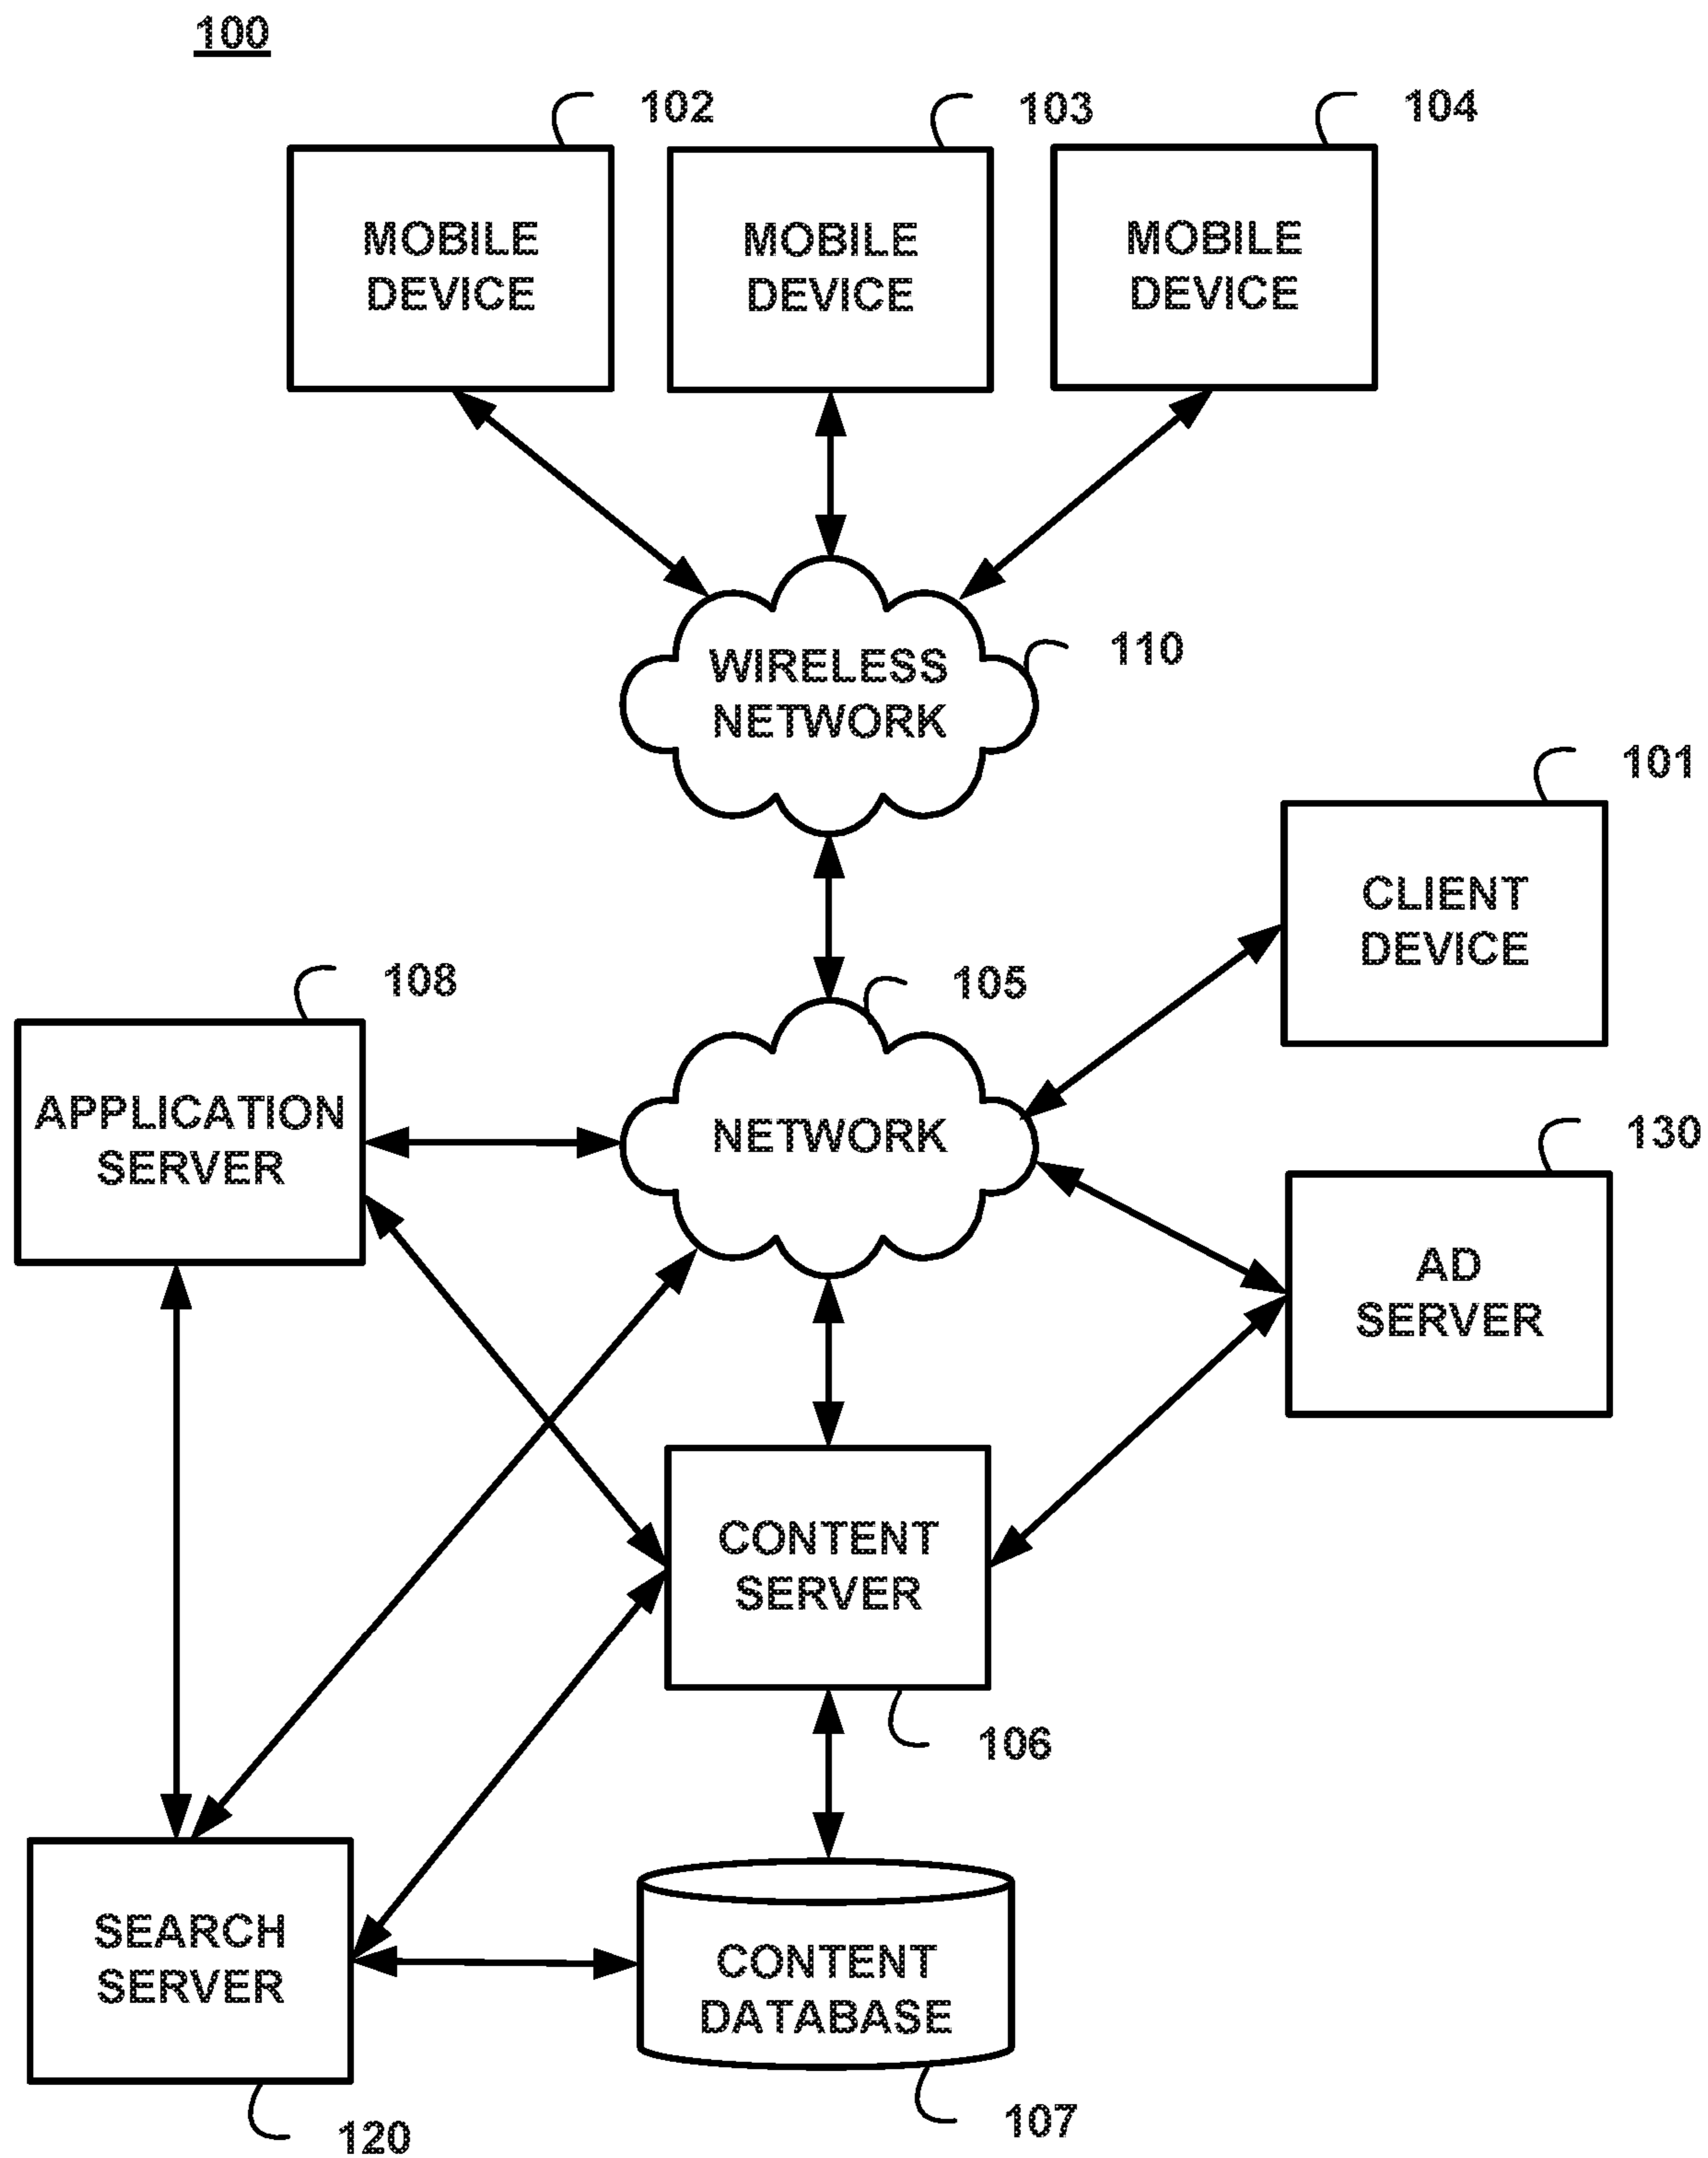 100
102
103
104
MOBILE
DEVICE
MOBILE
DEVICE
MOBILE
DEVICE
WIRELESS
NETWORK
110
101
CLIENT
DEVICE
108
105
APPLICATION
SERVER
NETWORK
130
AD
SERVER
CONTENT
SERVER
106
SEARCH
SERVER
CONTENT
DATABASE
107
120